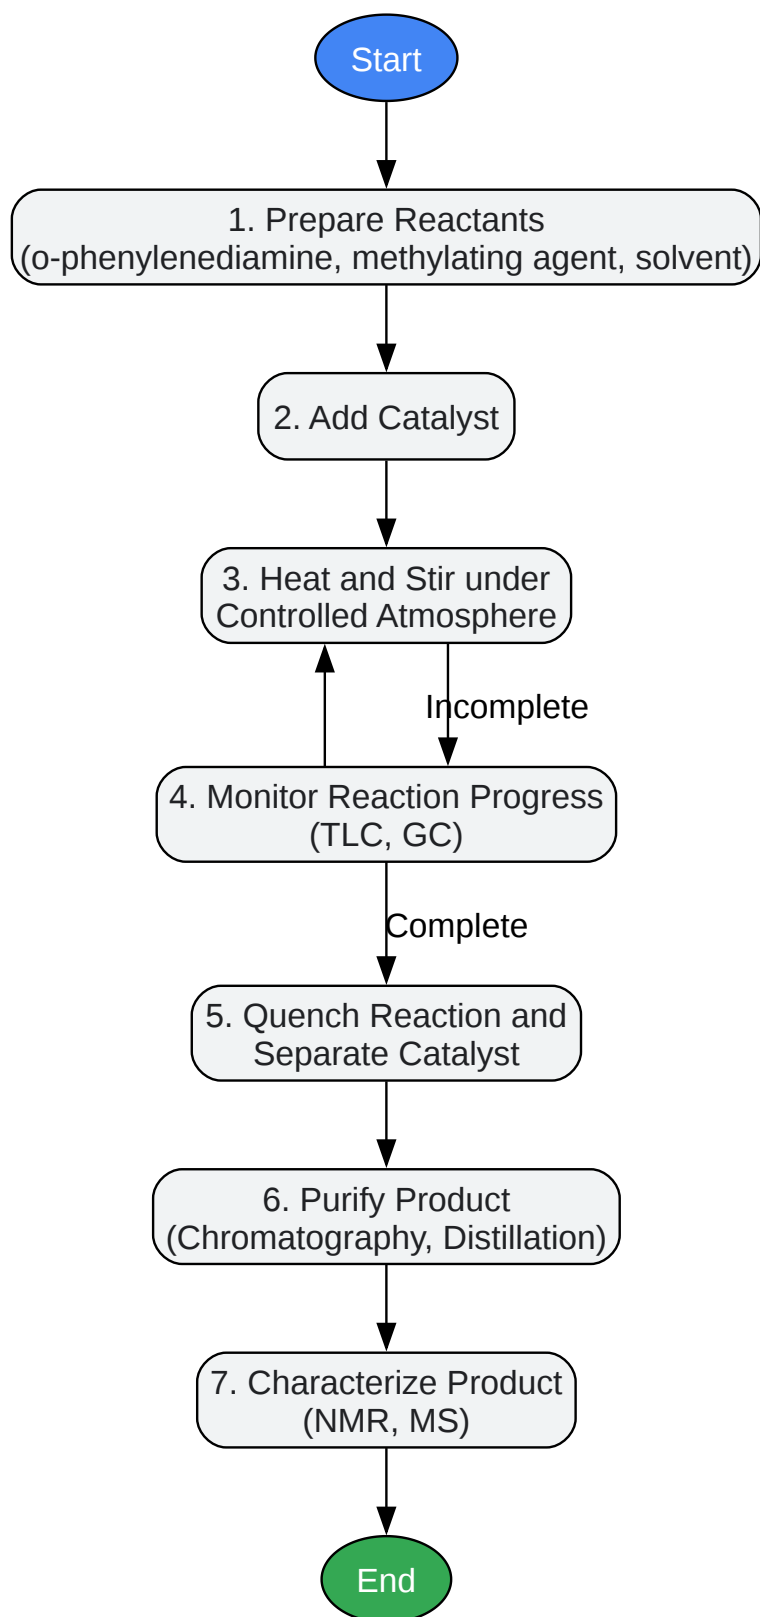 Start
1. Prepare Reactants
(o-phenylenediamine, methylating agent, solvent)
2. Add Catalyst
3. Heat and Stir under
Controlled Atmosphere
Incomplete
4. Monitor Reaction Progress
(TLC, GC)
Complete
5. Quench Reaction and
Separate Catalyst
6. Purify Product
(Chromatography, Distillation)
7. Characterize Product
(NMR, MS)
End